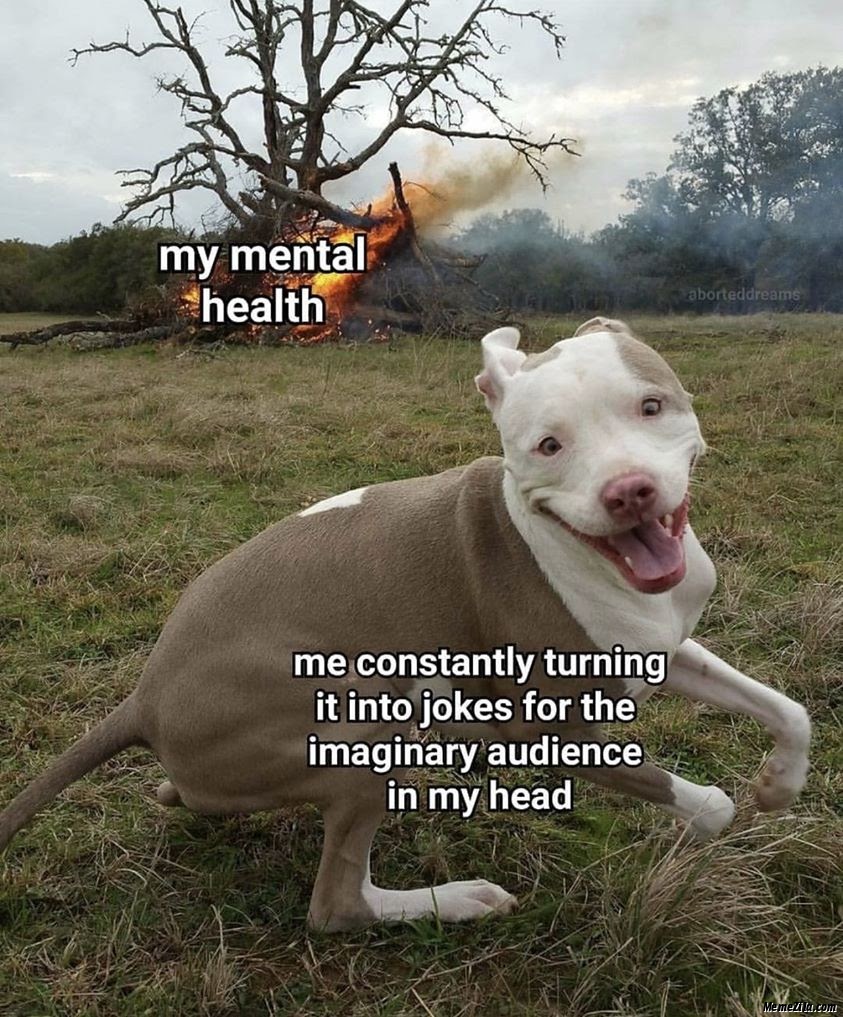 my mental
health
aborteddreams
me constantly turning
it into jokes for the
imaginary audience
in my head
MemeZila.com